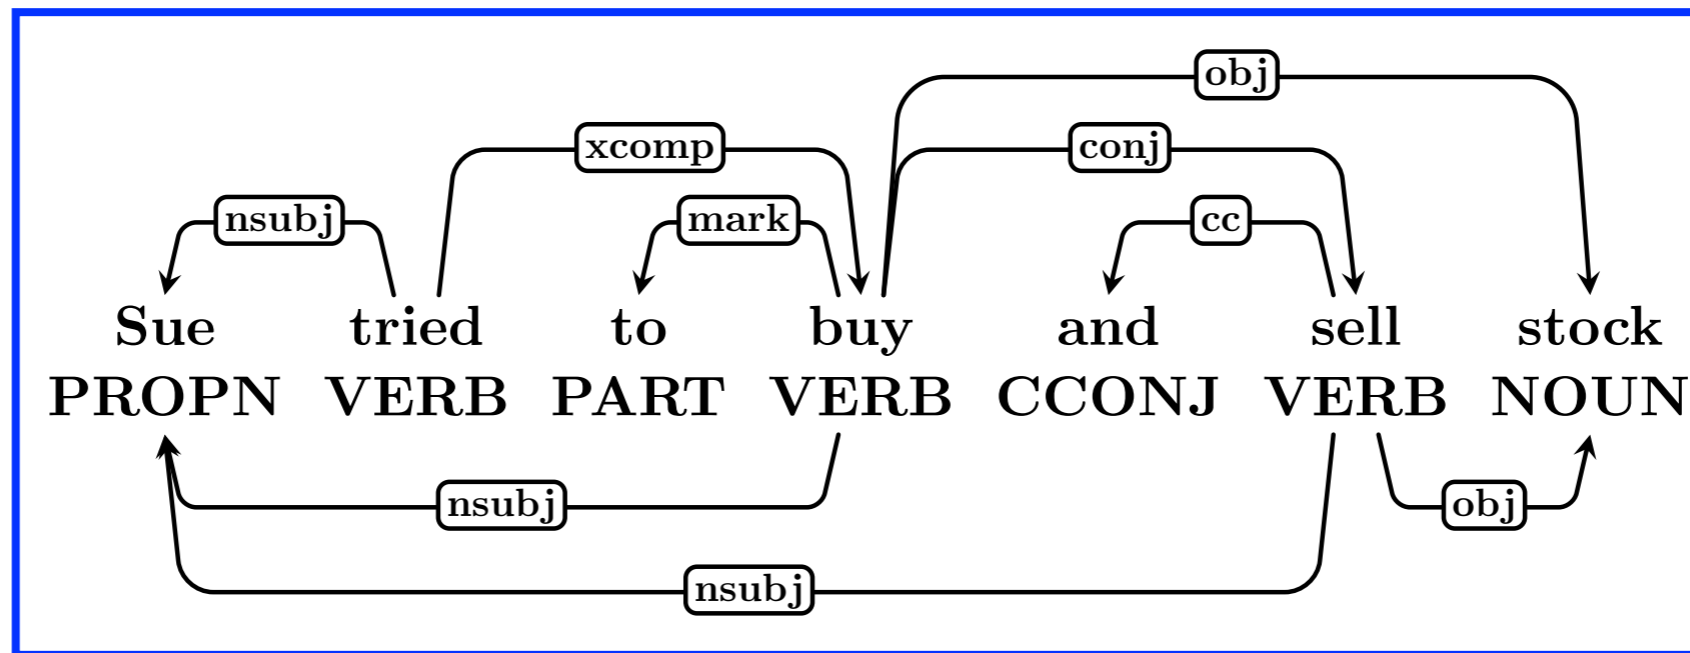 obj
xcomp conj
nsubj mark cc
Sue tried to buy and sell stock
PROPN VERB PART VERB CCONJ VERB NOUN
nsubj obj
nsubj